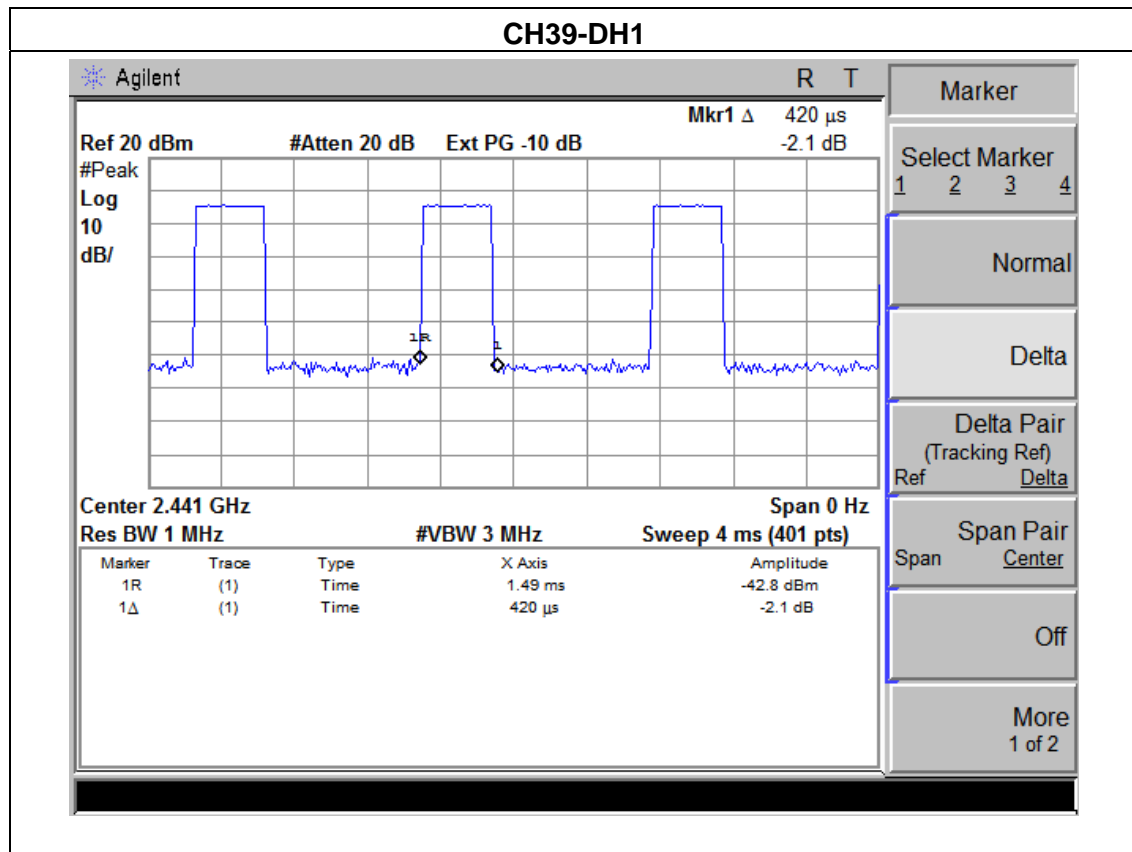 CH39-DH1
Agilent R T
Mkr1 Δ 420 μs
Ref 20 dBm #Atten 20 dB Ext PG -10 dB -2.1 dB
#Peak
Log
10
dB/
1R
1
Center 2.441 GHz Span 0 Hz
Res BW 1 MHz #VBW 3 MHz Sweep 4 ms (401 pts)
Marker Trace Type X Axis Amplitude
1R (1) Time 1.49 ms -42.8 dBm
1Δ (1) Time 420 μs -2.1 dB
Marker
Select Marker
1 2 3 4
Normal
Delta
Delta Pair
(Tracking Ref)
Ref Delta
Span Pair
Span Center
Off
More
1 of 2